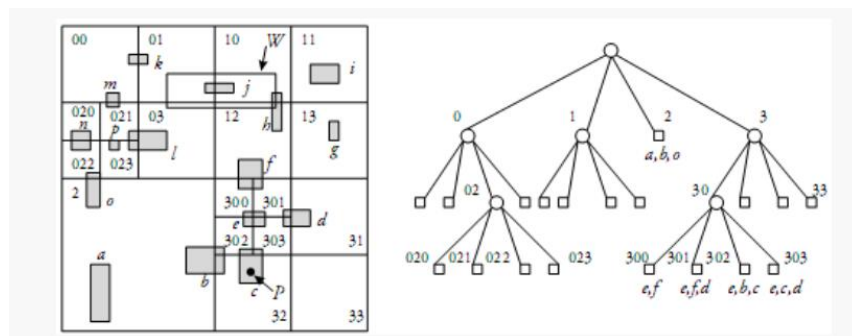 00 01 10 11
W
k
i
m
j
020 021 03 12 h 13
n p
l
g
022 023
f
2
o
300 301
e
d
302 303
31
a
b
c
P
32 33
0 1 2 3
a,b,o
02
30 33
020 021 022 023
300 301 302 303
e,f e,f,d e,b,c e,c,d